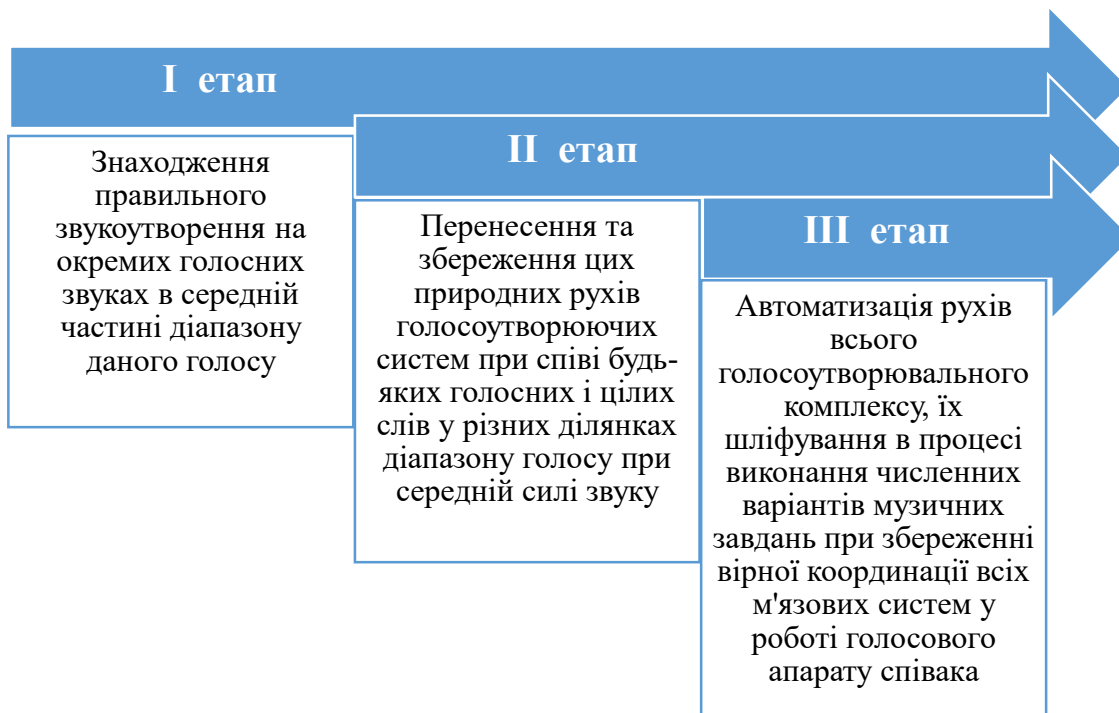 І етап
Знаходження
правильного
звукоутворення на
окремих голосних
звуках в середній
частині діапазону
даного голосу
ІІ етап
Перенесення та
збереження цих
природних рухів
голосоутворюючих
систем при співі будь-
яких голосних і цілих
слів у різних ділянках
діапазону голосу при
середній силі звуку
ІІІ етап
Автоматизація рухів
всього
голосоутворювального
комплексу, їх
шліфування в процесі
виконання численних
варіантів музичних
завдань при збереженні
вірної координації всіх
м'язових систем у
роботі голосового
апарату співака